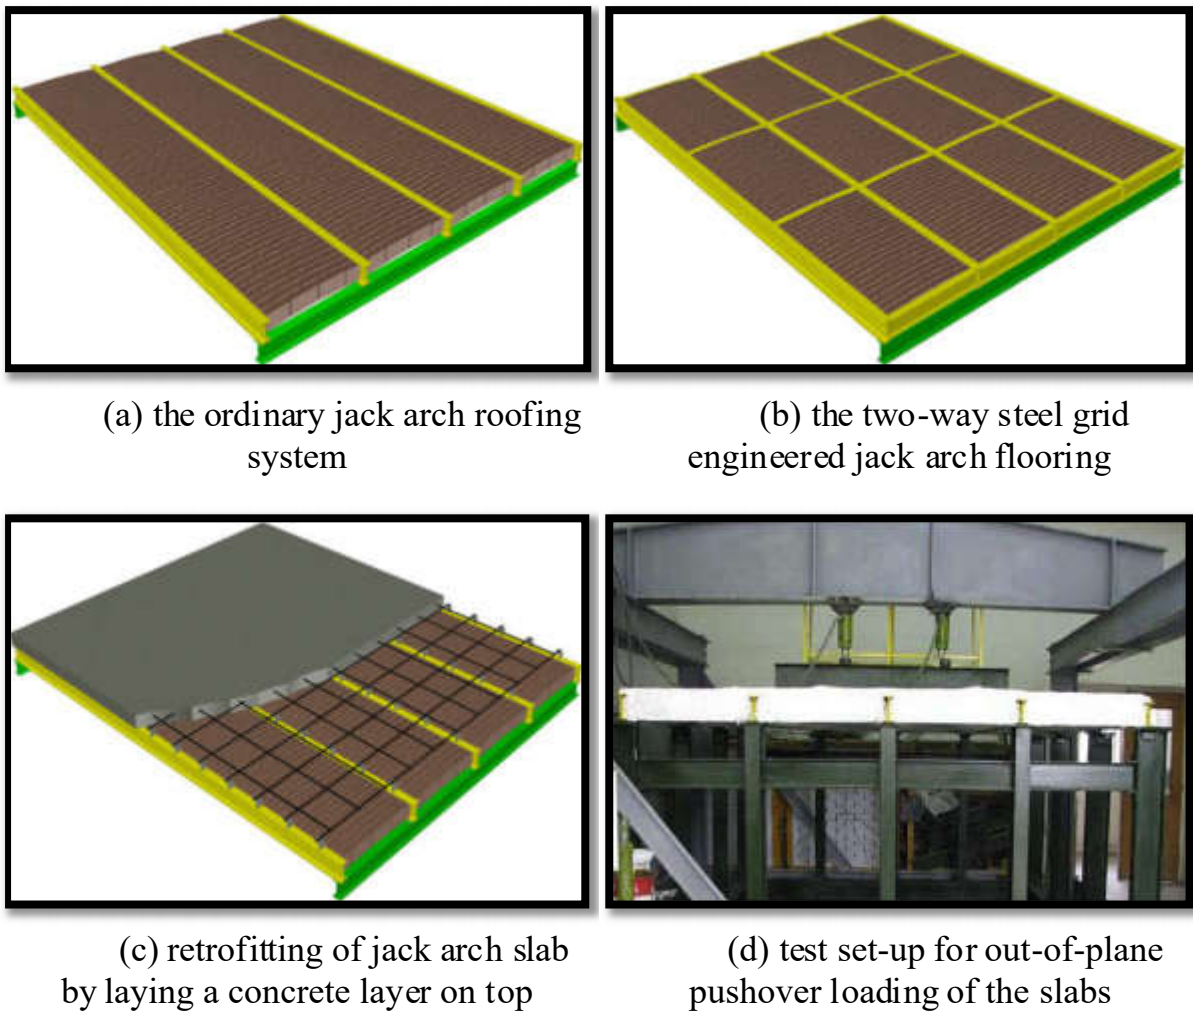 (a) the ordinary jack arch roofing
system
(b) the two-way steel grid
engineered jack arch flooring
(c) retrofitting of jack arch slab
by laying a concrete layer on top
(d) test set-up for out-of-plane
pushover loading of the slabs